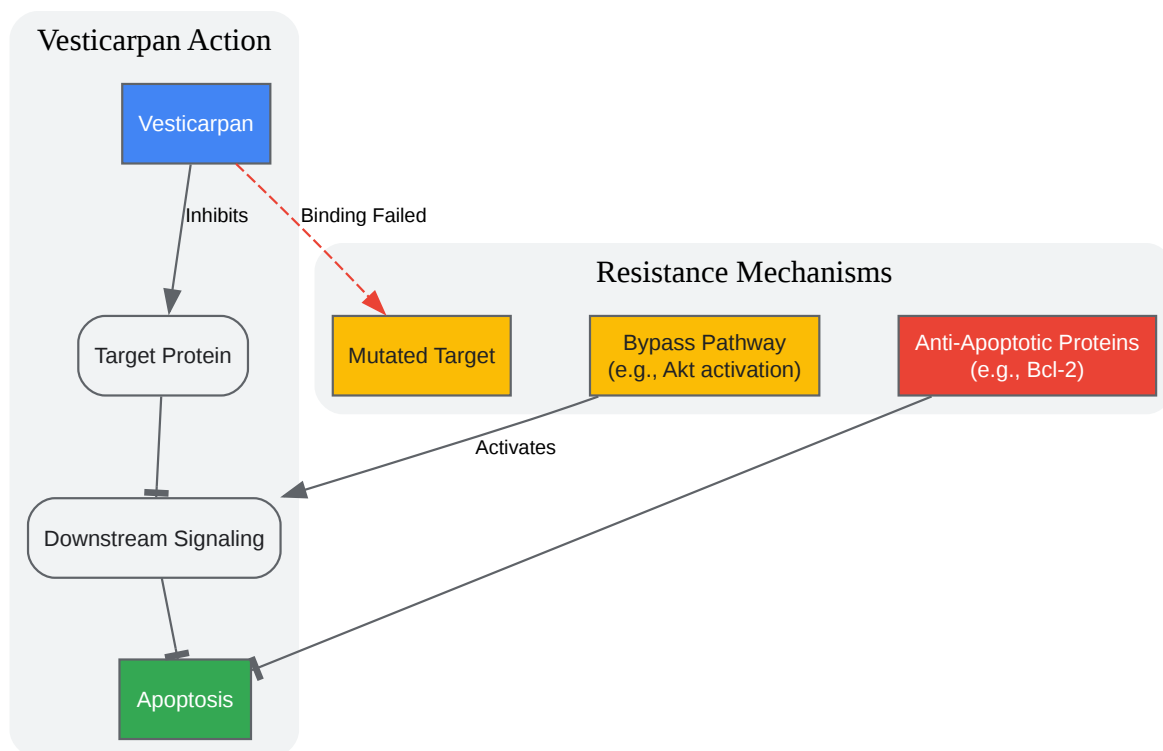 Vesticarpan Action
Vesticarpan
Inhibits
Binding Failed
Resistance Mechanisms
Target Protein
Mutated Target
Bypass Pathway
(e.g., Akt activation)
Anti-Apoptotic Proteins
(e.g., Bcl-2)
Activates
Downstream Signaling
Apoptosis